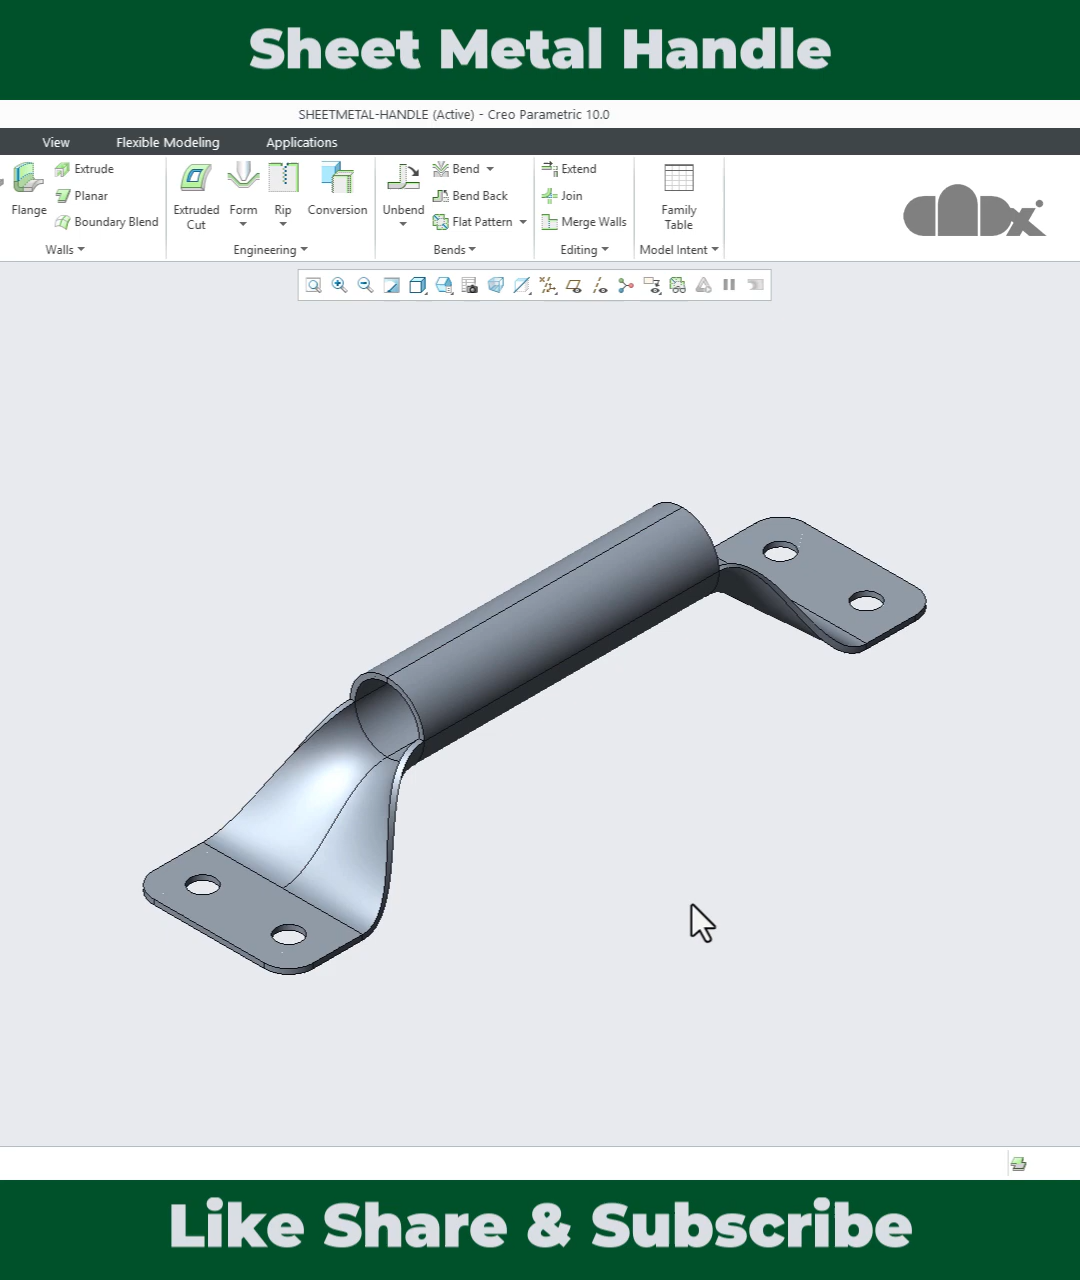 Sheet Metal Handle
SHEETMETAL-HANDLE (Active) - Creo Parametric 10.0
View Flexible Modeling Applications
Flange
Extrude
Planar
Boundary Blend
Walls
Extruded Cut
Form
Rip
Conversion
Engineering
Unbend
Bend
Bend Back
Flat Pattern
Bends
Extend
Join
Merge Walls
Editing
Family Table
Model Intent
CADx
Like Share & Subscribe